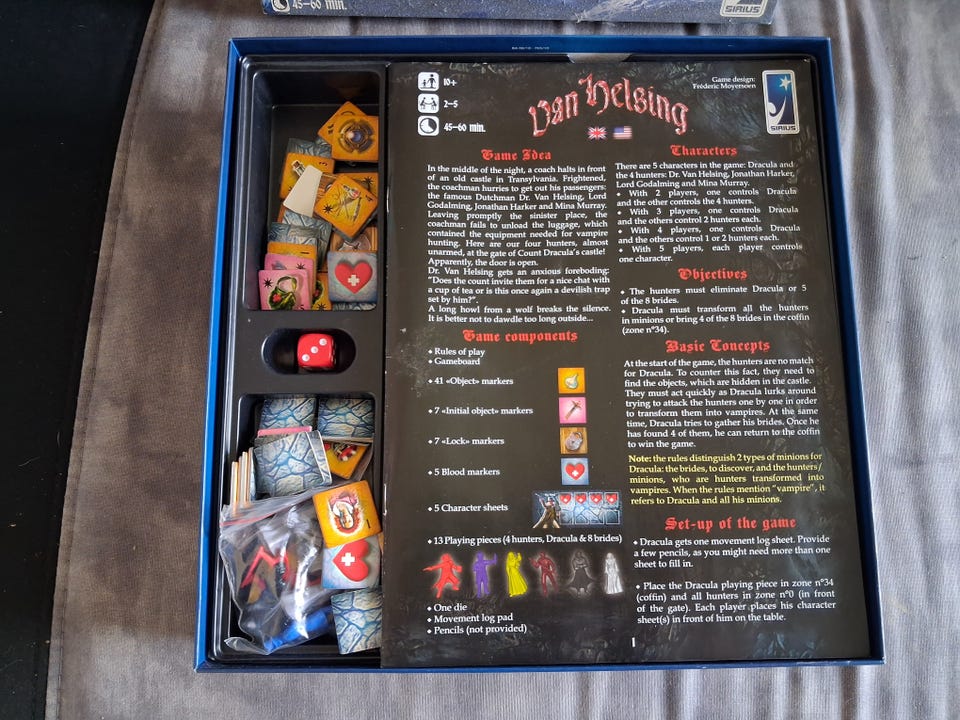 45-60 min.
SIRIUS
10+
2-5
45-60 min.
Van Helsing
Game design:
Frédéric Moyersoen
SIRIUS
Game Idea
In the middle of the night, a coach halts in front
of an old castle in Transylvania. Frightened,
the coachman hurries to get out his passengers:
the famous Dutchman Dr. Van Helsing, Lord
Godalming, Jonathan Harker and Mina Murray.
Leaving promptly the sinister place, the
coachman fails to unload the luggage, which
contained the equipment needed for vampire
hunting. Here are our four hunters, almost
unarmed, at the gate of Count Dracula's castle!
Apparently, the door is open.
Dr. Van Helsing gets an anxious foreboding:
"Does the count invite them for a nice chat with
a cup of tea or is this once again a devilish trap
set by him?".
A long howl from a wolf breaks the silence.
It is better not to dawdle too long outside...
Game components
• Rules of play
• Gameboard
• 41 «Object» markers
• 7 «Initial object» markers
• 7 «Lock» markers
• 5 Blood markers
• 5 Character sheets
• 13 Playing pieces (4 hunters, Dracula & 8 brides)
• One die
• Movement log pad
• Pencils (not provided)
Characters
There are 5 characters in the game: Dracula and
the 4 hunters: Dr. Van Helsing, Jonathan Harker,
Lord Godalming and Mina Murray.
• With 2 players, one controls Dracula
and the other controls the 4 hunters.
• With 3 players, one controls Dracula
and the others control 2 hunters each.
• With 4 players, one controls Dracula
and the others control 1 or 2 hunters each.
• With 5 players, each player controls
one character.
Objectives
• The hunters must eliminate Dracula or 5
of the 8 brides.
• Dracula must transform all the hunters
in minions or bring 4 of the 8 brides in the coffin
(zone n°34).
Basic Concepts
At the start of the game, the hunters are no match
for Dracula. To counter this fact, they need to
find the objects, which are hidden in the castle.
They must act quickly as Dracula lurks around
trying to attack the hunters one by one in order
to transform them into vampires. At the same
time, Dracula tries to gather his brides. Once he
has found 4 of them, he can return to the coffin
to win the game.
Note: the rules distinguish 2 types of minions for
Dracula: the brides, to discover, and the hunters/
minions, who are hunters transformed into
vampires. When the rules mention "vampire", it
refers to Dracula and all his minions.
Set-up of the game
• Dracula gets one movement log sheet. Provide
a few pencils, as you might need more than one
sheet to fill in.
• Place the Dracula playing piece in zone n°34
(coffin) and all hunters in zone n°0 (in front
of the gate). Each player places his character
sheet(s) in front of him on the table.
1